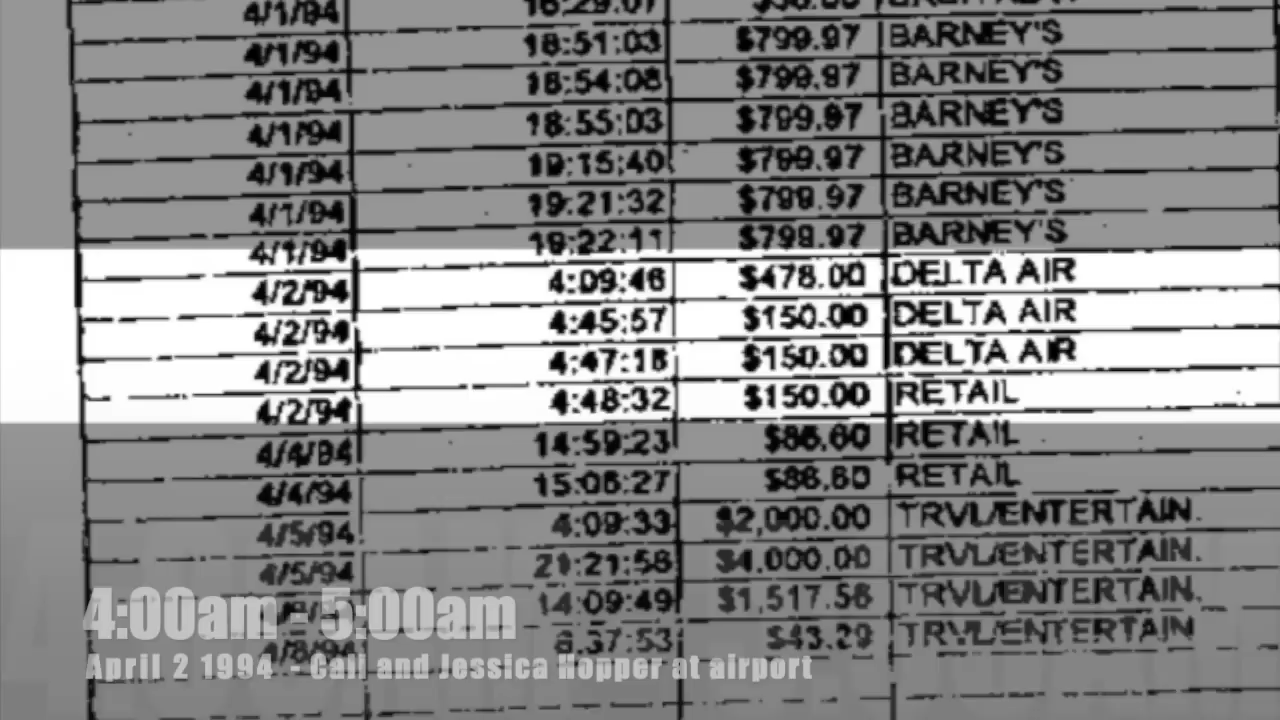 4/1/94
4/1/94 18:51:03 $799.97 BARNEY'S
4/1/94 18:54:08 $799.97 BARNEY'S
4/1/94 18:55:03 $799.97 BARNEY'S
4/1/94 19:15:40 $799.97 BARNEY'S
4/1/94 19:21:32 $799.97 BARNEY'S
4/1/94 19:22:11 $799.97 BARNEY'S
4/2/94 4:09:46 $478.00 DELTA AIR
4/2/94 4:45:57 $150.00 DELTA AIR
4/2/94 4:47:16 $150.00 DELTA AIR
4/2/94 4:48:32 $150.00 RETAIL
4/4/94 14:59:23 $86.60 RETAIL
4/4/94 15:06:27 $86.60 RETAIL
4/5/94 4:09:33 $2,000.00 TRVL/ENTERTAIN.
4/5/94 21:21:58 $4,000.00 TRVL/ENTERTAIN.
14:09:49 $1,517.56 TRVL/ENTERTAIN.
4/8/94 8:37:53 $43.29 TRVL/ENTERTAIN.
4:00am - 5:00am
April 2 1994 - Cali and Jessica Hopper at airport